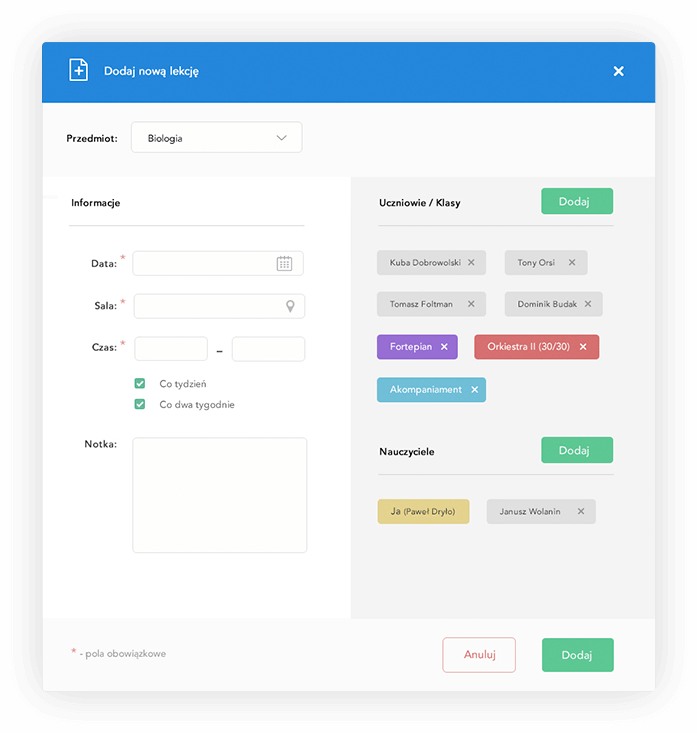 Dodaj nową lekcję
Przedmiot: Biologia
Informacje
Data: *
Sala: *
Czas: * –
Co tydzień
Co dwa tygodnie
Notka:
Uczniowie / Klasy Dodaj
Kuba Dobrowolski × Tony Orsi ×
Tomasz Foltman × Dominik Budak ×
Fortepian × Orkiestra II (30/30) ×
Akompaniament ×
Nauczyciele Dodaj
Ja (Paweł Dryło) Janusz Wolanin ×
* - pola obowiązkowe
Anuluj Dodaj